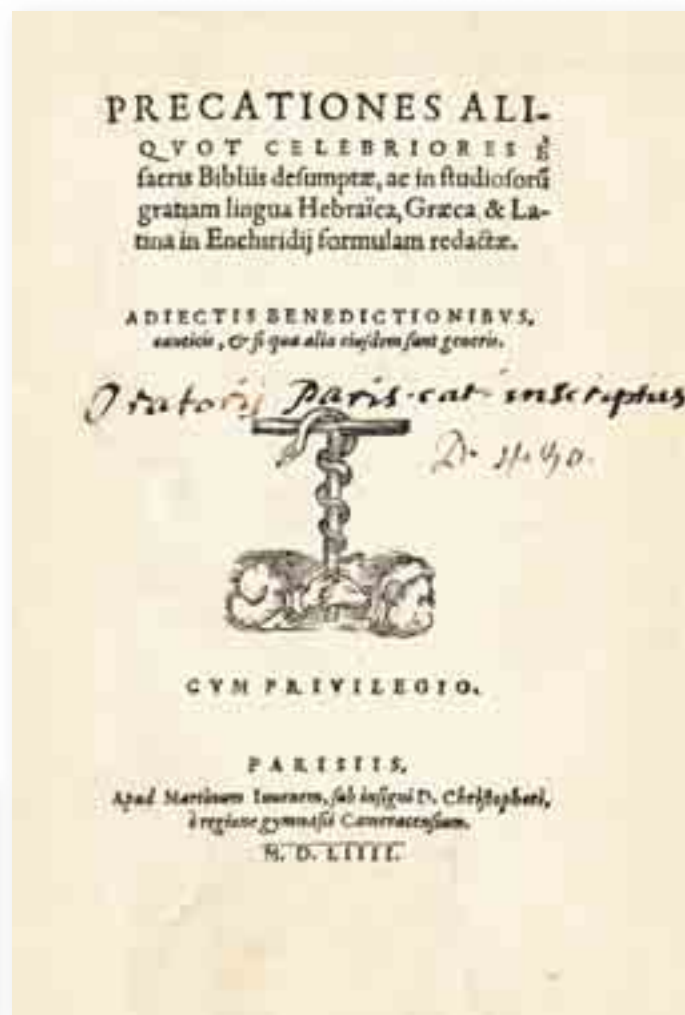 PRECATIONES ALI-
QVOT CELEBRIORES è
sacris Bibliis desumptæ, ac in studiosorũ
gratiam lingua Hebraïca, Græca & La-
tina in Enchiridij formulam redactæ.
ADIECTIS BENEDICTIONIBVS,
canticis, & si qua alia eiusdem sunt generis.
Oratorij Paris. cat. inscriptus
CVM PRIVILEGIO.
PARISIIS,
Apud Martinum Iuuenem, sub insigni D. Christophori,
è regione gymnasii Cameracensium.
M. D. LIIII.